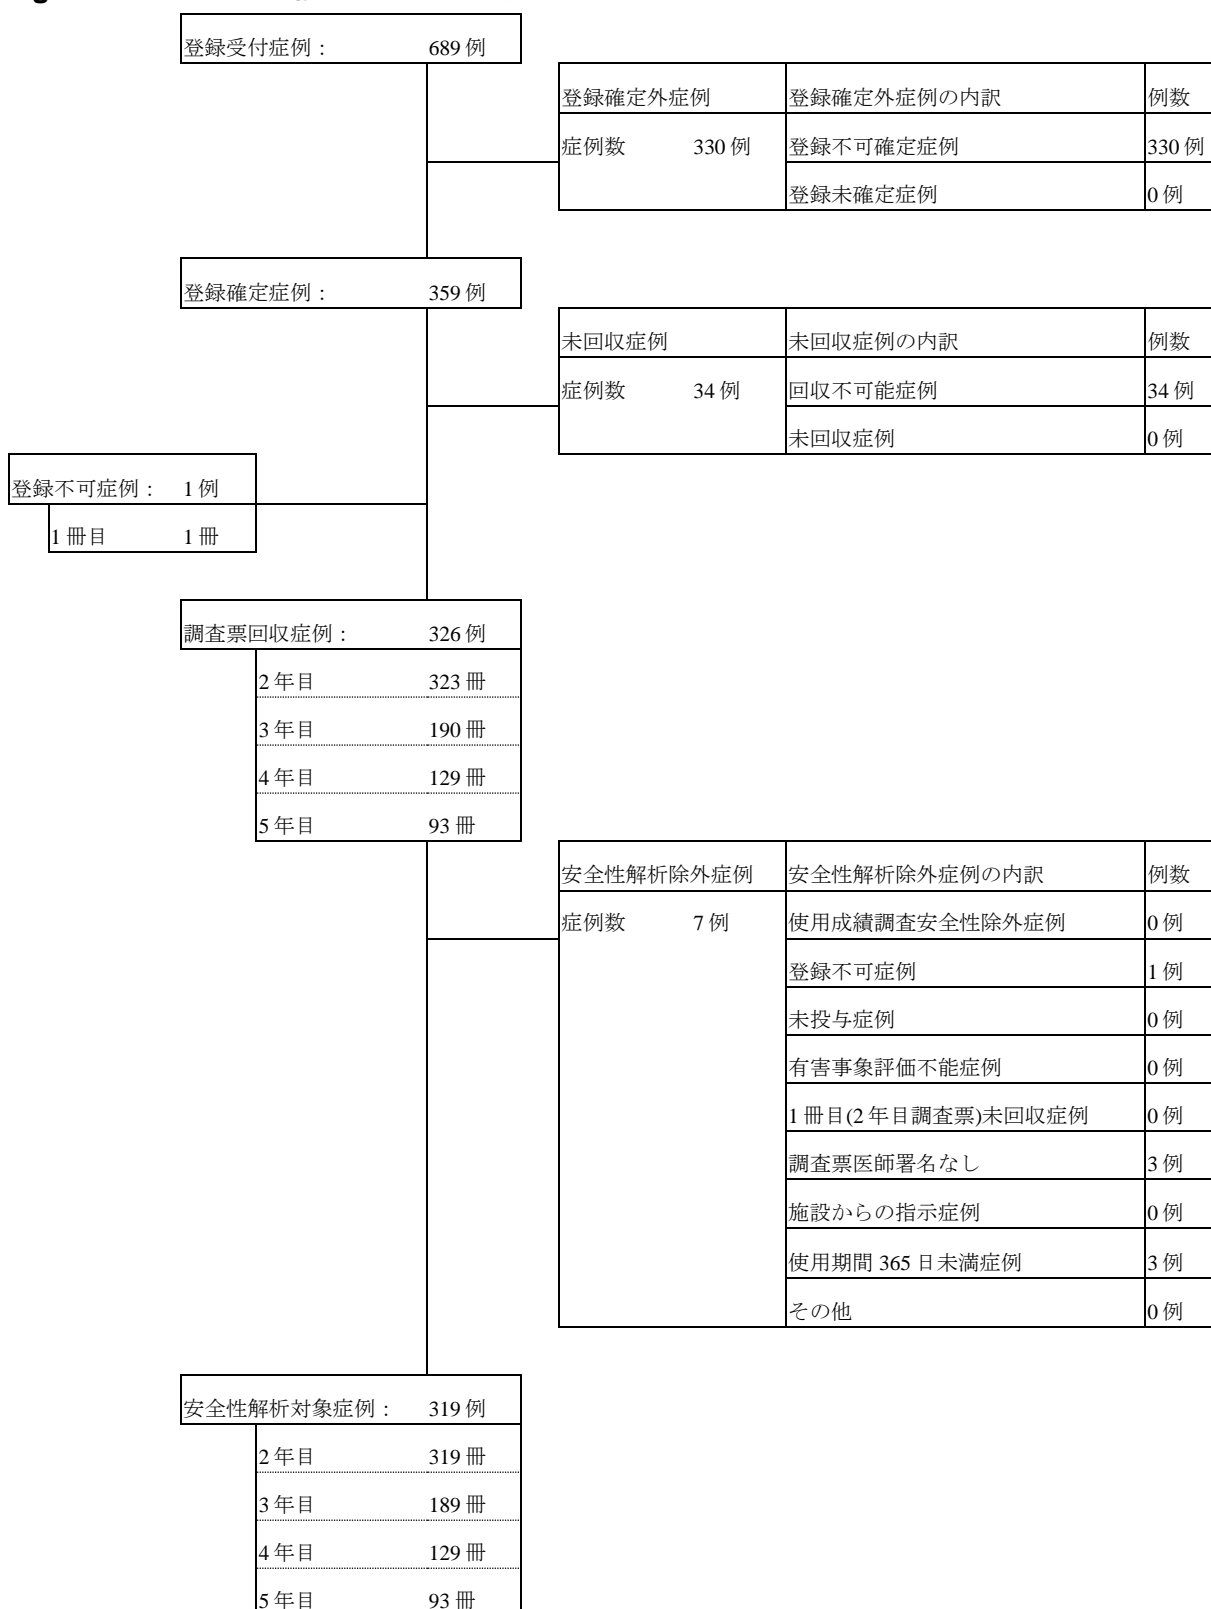 登録受付症例： 689 例
登録確定外症例 登録確定外症例の内訳 例数
症例数 330 例 登録不可確定症例 330 例
登録未確定症例 0 例
登録確定症例： 359 例
未回収症例 未回収症例の内訳 例数
症例数 34 例 回収不可能症例 34 例
未回収症例 0 例
登録不可症例： 1 例
1 冊目 1 冊
調査票回収症例： 326 例
2 年目 323 冊
3 年目 190 冊
4 年目 129 冊
5 年目 93 冊
安全性解析除外症例 安全性解析除外症例の内訳 例数
症例数 7 例 使用成績調査安全性除外症例 0 例
登録不可症例 1 例
未投与症例 0 例
有害事象評価不能症例 0 例
1 冊目(2 年目調査票)未回収症例 0 例
調査票医師署名なし 3 例
施設からの指示症例 0 例
使用期間 365 日未満症例 3 例
その他 0 例
安全性解析対象症例： 319 例
2 年目 319 冊
3 年目 189 冊
4 年目 129 冊
5 年目 93 冊